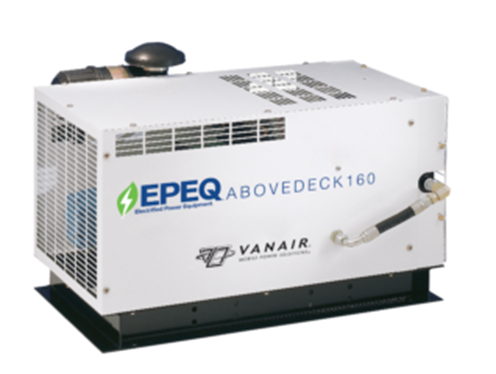 EPEQ ABOVEDECK160
Electrified Power Equipment
VANAIR®
MOBILE POWER SOLUTIONS